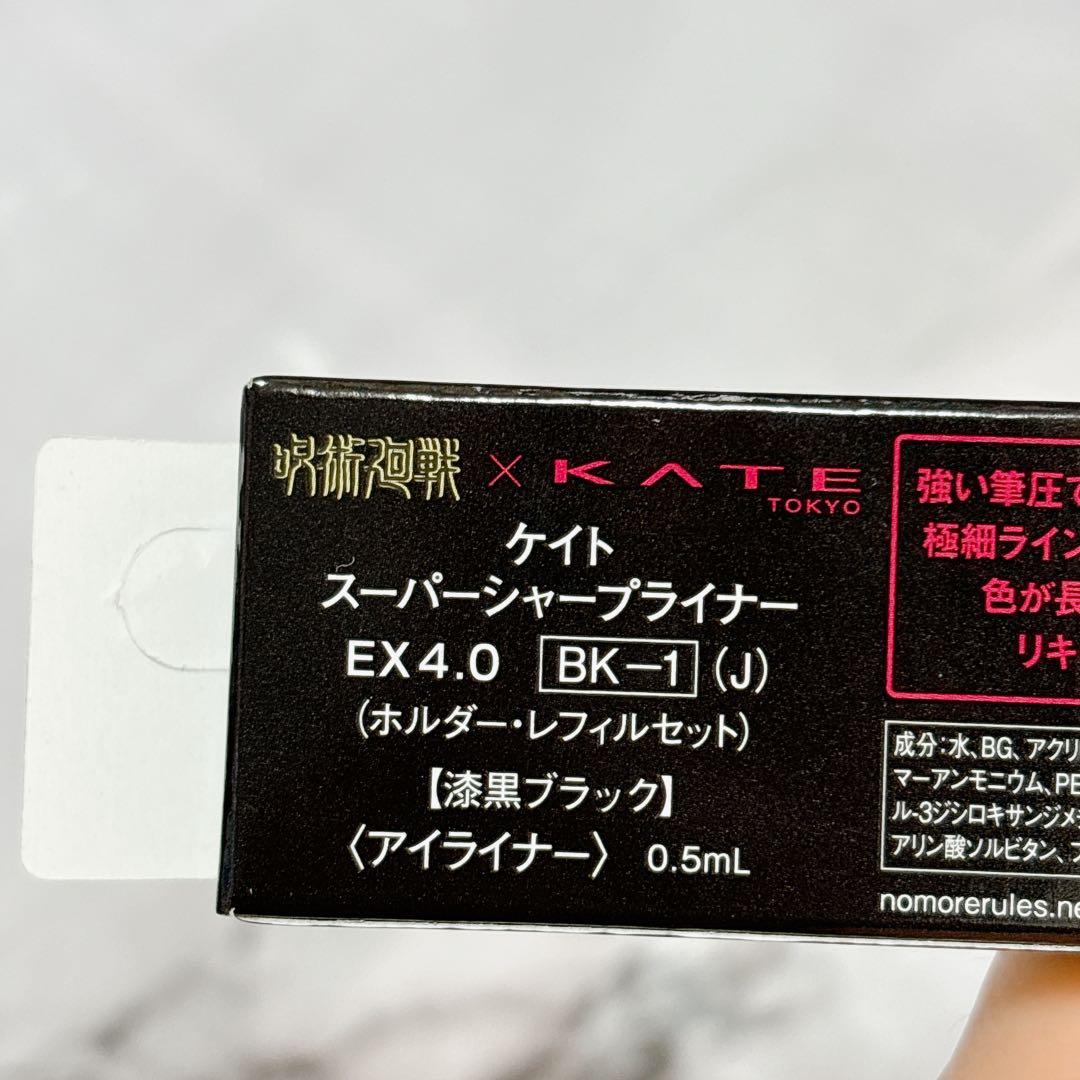 呪術廻戦 × KATE
TOKYO
ケイト
スーパーシャープライナー
EX4.0 BK-1 (J)
(ホルダー・レフィルセット)
【漆黒ブラック】
〈アイライナー〉 0.5mL
強い筆圧で
極細ライン
色が長
リキ
成分:水、BG、アクリ
マーアンモニウム、PE
ル-3ジシロキサンジメ
アリン酸ソルビタン、フ
nomorerules.ne